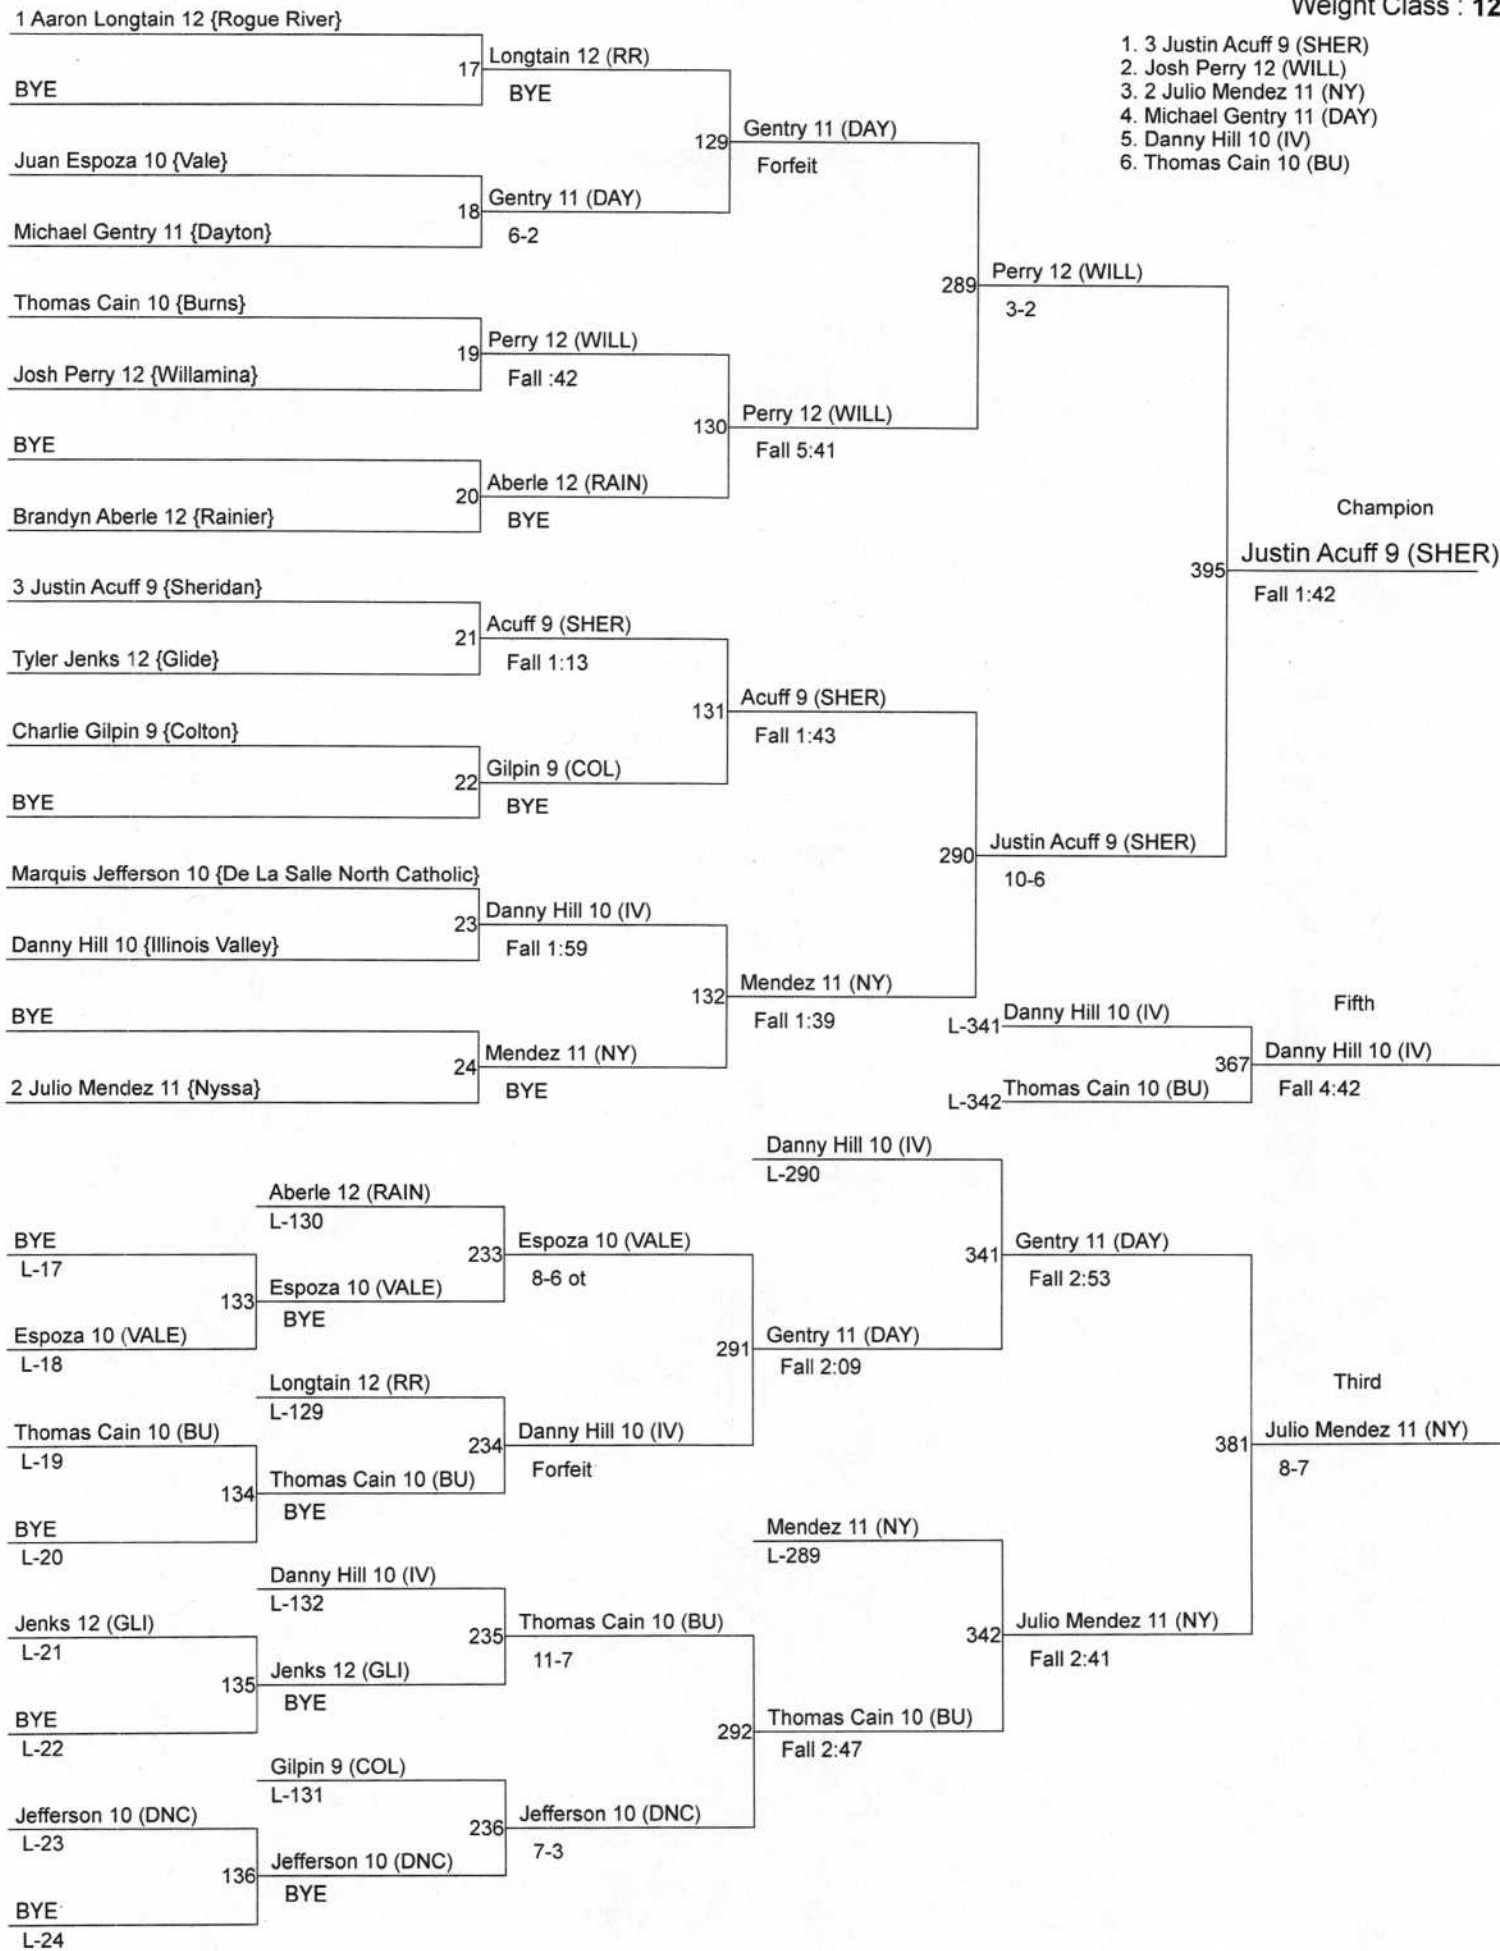 Weight Class : 12
1. 3 Justin Acuff 9 (SHER)
2. Josh Perry 12 (WILL)
3. 2 Julio Mendez 11 (NY)
4. Michael Gentry 11 (DAY)
5. Danny Hill 10 (IV)
6. Thomas Cain 10 (BU)
1 Aaron Longtain 12 {Rogue River}
17
Longtain 12 (RR)
BYE
BYE
129
Gentry 11 (DAY)
Forfeit
Juan Espoza 10 {Vale}
18
Gentry 11 (DAY)
6-2
Michael Gentry 11 {Dayton}
289
Perry 12 (WILL)
3-2
Thomas Cain 10 {Burns}
19
Perry 12 (WILL)
Fall :42
Josh Perry 12 {Willamina}
130
Perry 12 (WILL)
Fall 5:41
BYE
20
Aberle 12 (RAIN)
BYE
Brandyn Aberle 12 {Rainier}
Champion
395
Justin Acuff 9 (SHER)
Fall 1:42
3 Justin Acuff 9 {Sheridan}
21
Acuff 9 (SHER)
Fall 1:13
Tyler Jenks 12 {Glide}
131
Acuff 9 (SHER)
Fall 1:43
Charlie Gilpin 9 {Colton}
22
Gilpin 9 (COL)
BYE
BYE
290
Justin Acuff 9 (SHER)
10-6
Marquis Jefferson 10 {De La Salle North Catholic}
23
Danny Hill 10 (IV)
Fall 1:59
Danny Hill 10 {Illinois Valley}
132
Mendez 11 (NY)
Fall 1:39
BYE
24
Mendez 11 (NY)
BYE
2 Julio Mendez 11 {Nyssa}
Fifth
L-341
Danny Hill 10 (IV)
367
Danny Hill 10 (IV)
Fall 4:42
L-342
Thomas Cain 10 (BU)
Danny Hill 10 (IV)
L-290
Aberle 12 (RAIN)
L-130
BYE
L-17
233
Espoza 10 (VALE)
8-6 ot
341
Gentry 11 (DAY)
Fall 2:53
133
Espoza 10 (VALE)
BYE
Espoza 10 (VALE)
L-18
291
Gentry 11 (DAY)
Fall 2:09
Longtain 12 (RR)
L-129
Third
Thomas Cain 10 (BU)
L-19
234
Danny Hill 10 (IV)
Forfeit
381
Julio Mendez 11 (NY)
8-7
134
Thomas Cain 10 (BU)
BYE
BYE
L-20
Mendez 11 (NY)
L-289
Danny Hill 10 (IV)
L-132
Jenks 12 (GLI)
L-21
235
Thomas Cain 10 (BU)
11-7
342
Julio Mendez 11 (NY)
Fall 2:41
135
Jenks 12 (GLI)
BYE
BYE
L-22
292
Thomas Cain 10 (BU)
Fall 2:47
Gilpin 9 (COL)
L-131
Jefferson 10 (DNC)
L-23
236
Jefferson 10 (DNC)
7-3
136
Jefferson 10 (DNC)
BYE
BYE
L-24